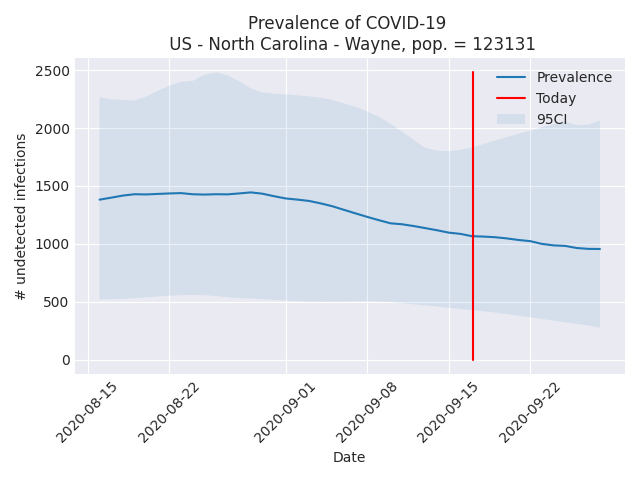 Prevalence of COVID-19
US - North Carolina - Wayne, pop. = 123131
2500
2000
1500
1000
500
0
# undetected infections
Prevalence
Today
95CI
2020-08-15
2020-08-22
2020-09-01
2020-09-08
2020-09-15
2020-09-22
Date